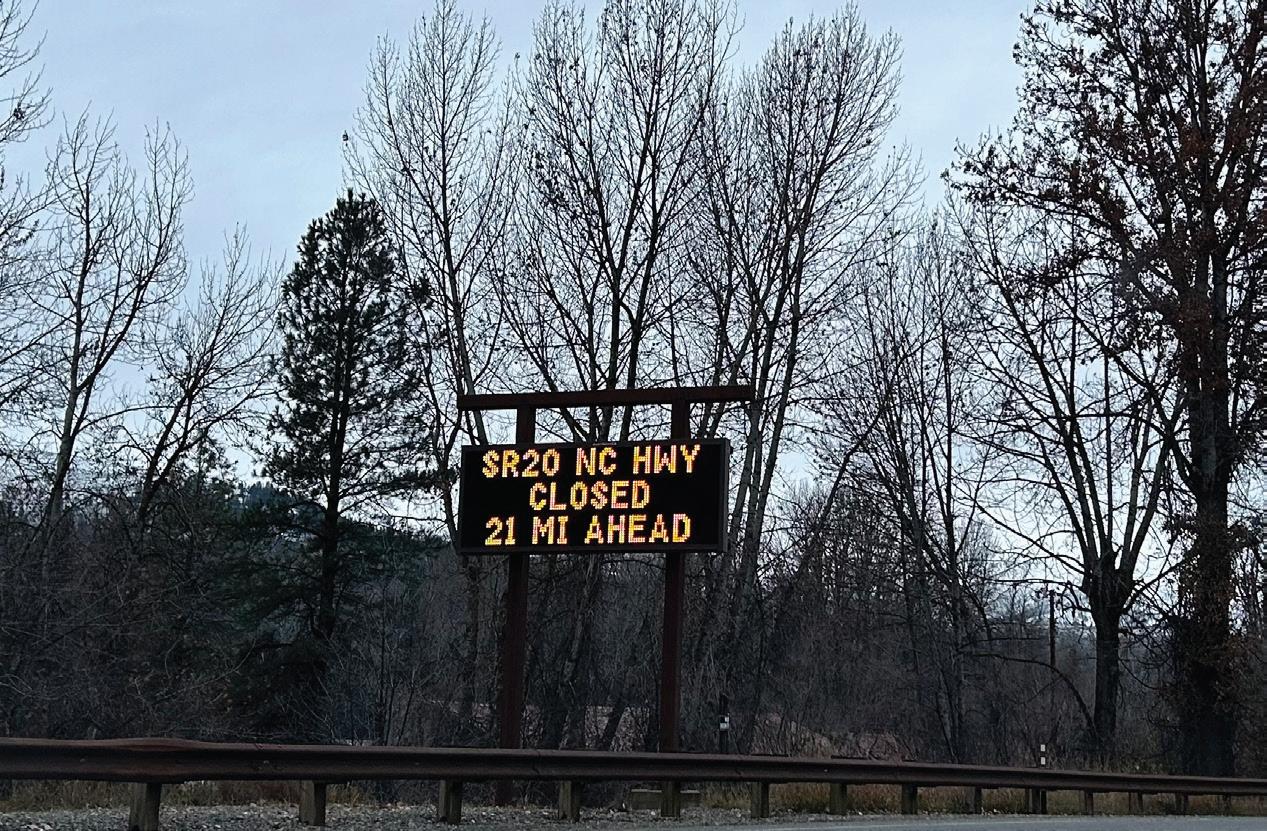 SR20 NC HWY
CLOSED
21 MI AHEAD